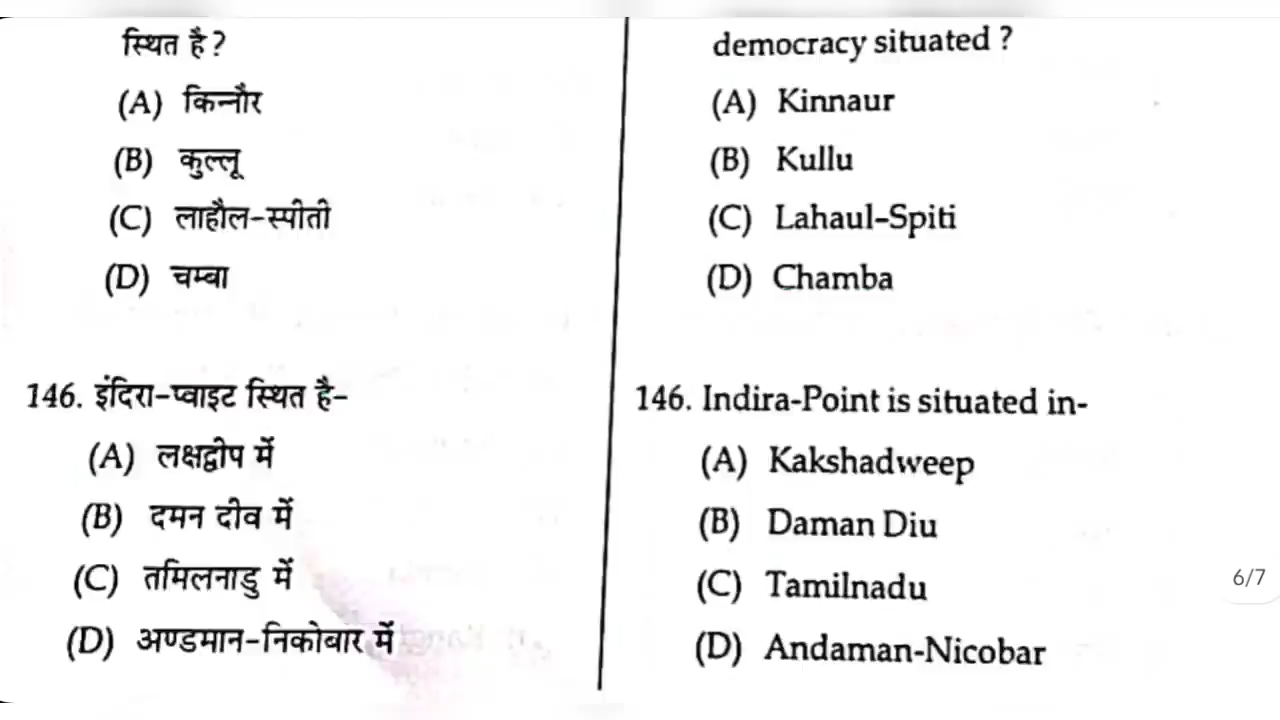 स्थित है ?
(A) किन्नौर
(B) कुल्लू
(C) लाहौल-स्पीती
(D) चम्बा
146. इंदिरा-प्वाइट स्थित है-
(A) लक्षद्वीप में
(B) दमन दीव में
(C) तमिलनाडु में
(D) अण्डमान-निकोबार में
democracy situated ?
(A) Kinnaur
(B) Kullu
(C) Lahaul-Spiti
(D) Chamba
146. Indira-Point is situated in-
(A) Kakshadweep
(B) Daman Diu
(C) Tamilnadu
(D) Andaman-Nicobar
6/7